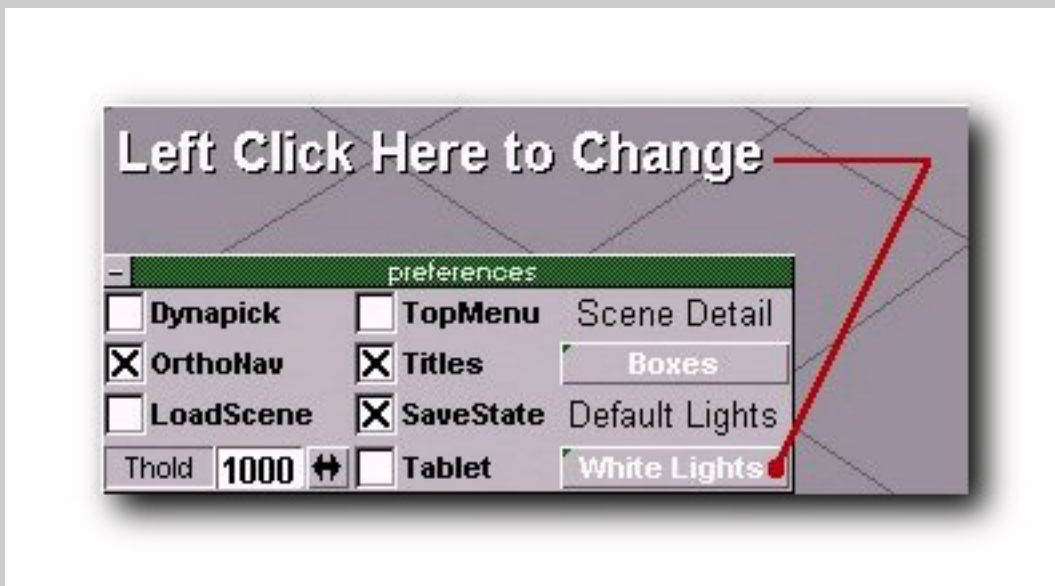 Left Click Here to Change
preferences
Dynapick TopMenu Scene Detail
X OrthoNav X Titles Boxes
LoadScene X SaveState Default Lights
Thold 1000 Tablet White Lights